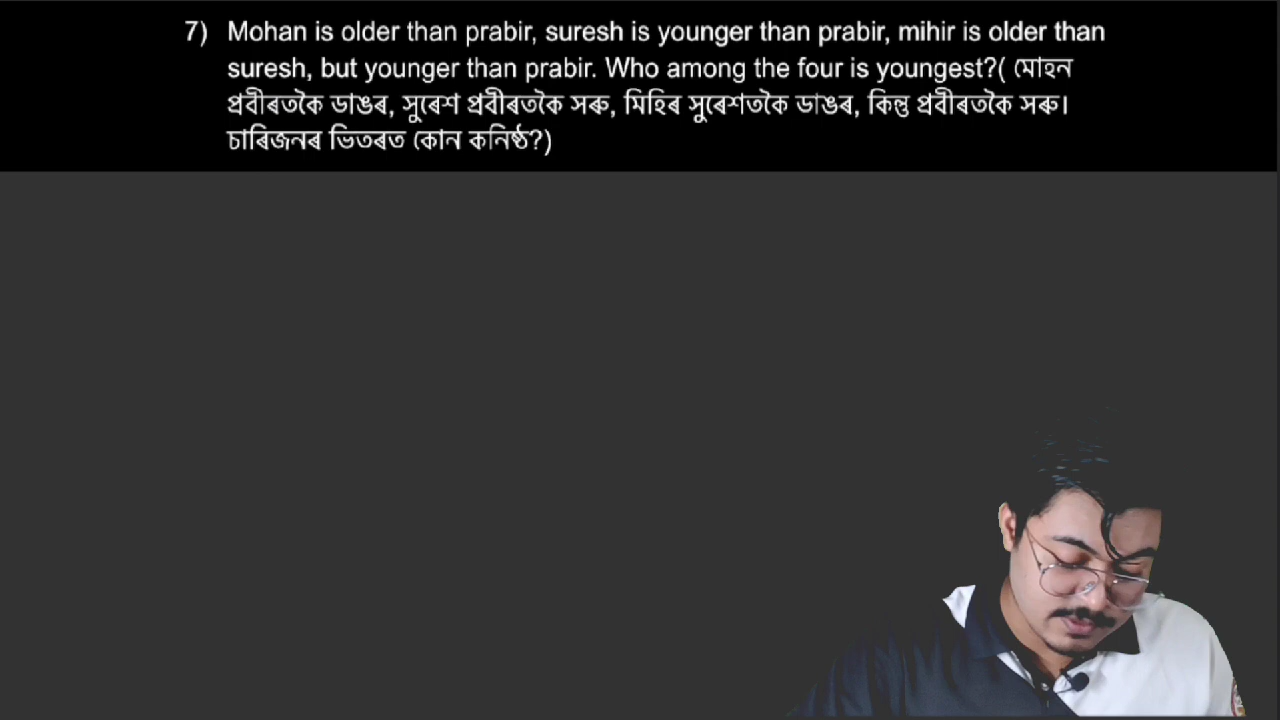 7) Mohan is older than prabir, suresh is younger than prabir, mihir is older than
suresh, but younger than prabir. Who among the four is youngest?( মোহন
প্ৰবীৰতকৈ ডাঙৰ, সুৰেশ প্ৰবীৰতকৈ সৰু, মিহিৰ সুৰেশতকৈ ডাঙৰ, কিন্তু প্ৰবীৰতকৈ সৰু।
চাৰিজনৰ ভিতৰত কোন কনিষ্ঠ?)